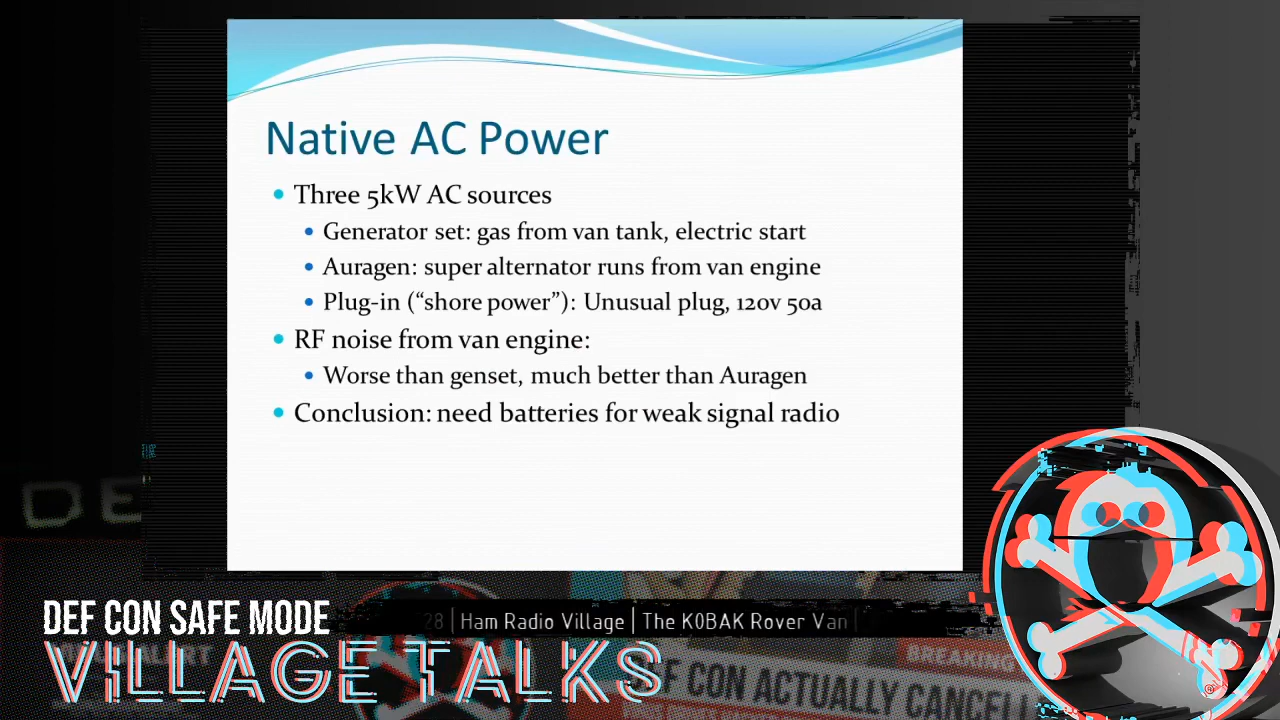 Native AC Power
Three 5kW AC sources
Generator set: gas from van tank, electric start
Auragen: super alternator runs from van engine
Plug-in (“shore power”): Unusual plug, 120v 50a
RF noise from van engine:
Worse than genset, much better than Auragen
Conclusion: need batteries for weak signal radio
DE
DEF CON SAFE MODE
28 | Ham Radio Village | The K0BAK Rover Van |
VILLAGE TALKS
BREAKING
DEF CON ACTUALLY CANCELL